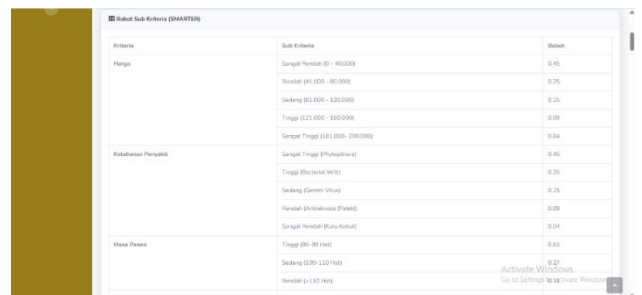 Bobot Sub Kriteria (SMARTER)
Kriteria Sub Kriteria Bobot
Harga Sangat Rendah (0 - 40.000) 0.45
Rendah (41.000 - 80.000) 0.25
Sedang (81.000 - 120.000) 0.15
Tinggi (121.000 - 160.000) 0.09
Sangat Tinggi (161.000- 200.000) 0.04
Ketahanan Penyakit Sangat Tinggi (Phytopthora) 0.45
Tinggi (Bacterial Wilt) 0.25
Sedang (Gemini Virus) 0.15
Rendah (Antraknosa (Patek)) 0.09
Sangat Rendah (Kutu Kebul) 0.04
Masa Panen Tinggi (80-90 Hst) 0.61
Sedang (100-110 Hst) 0.27
Rendah (>110 Hst)
Activate Windows
Go to Settings to activate Windows